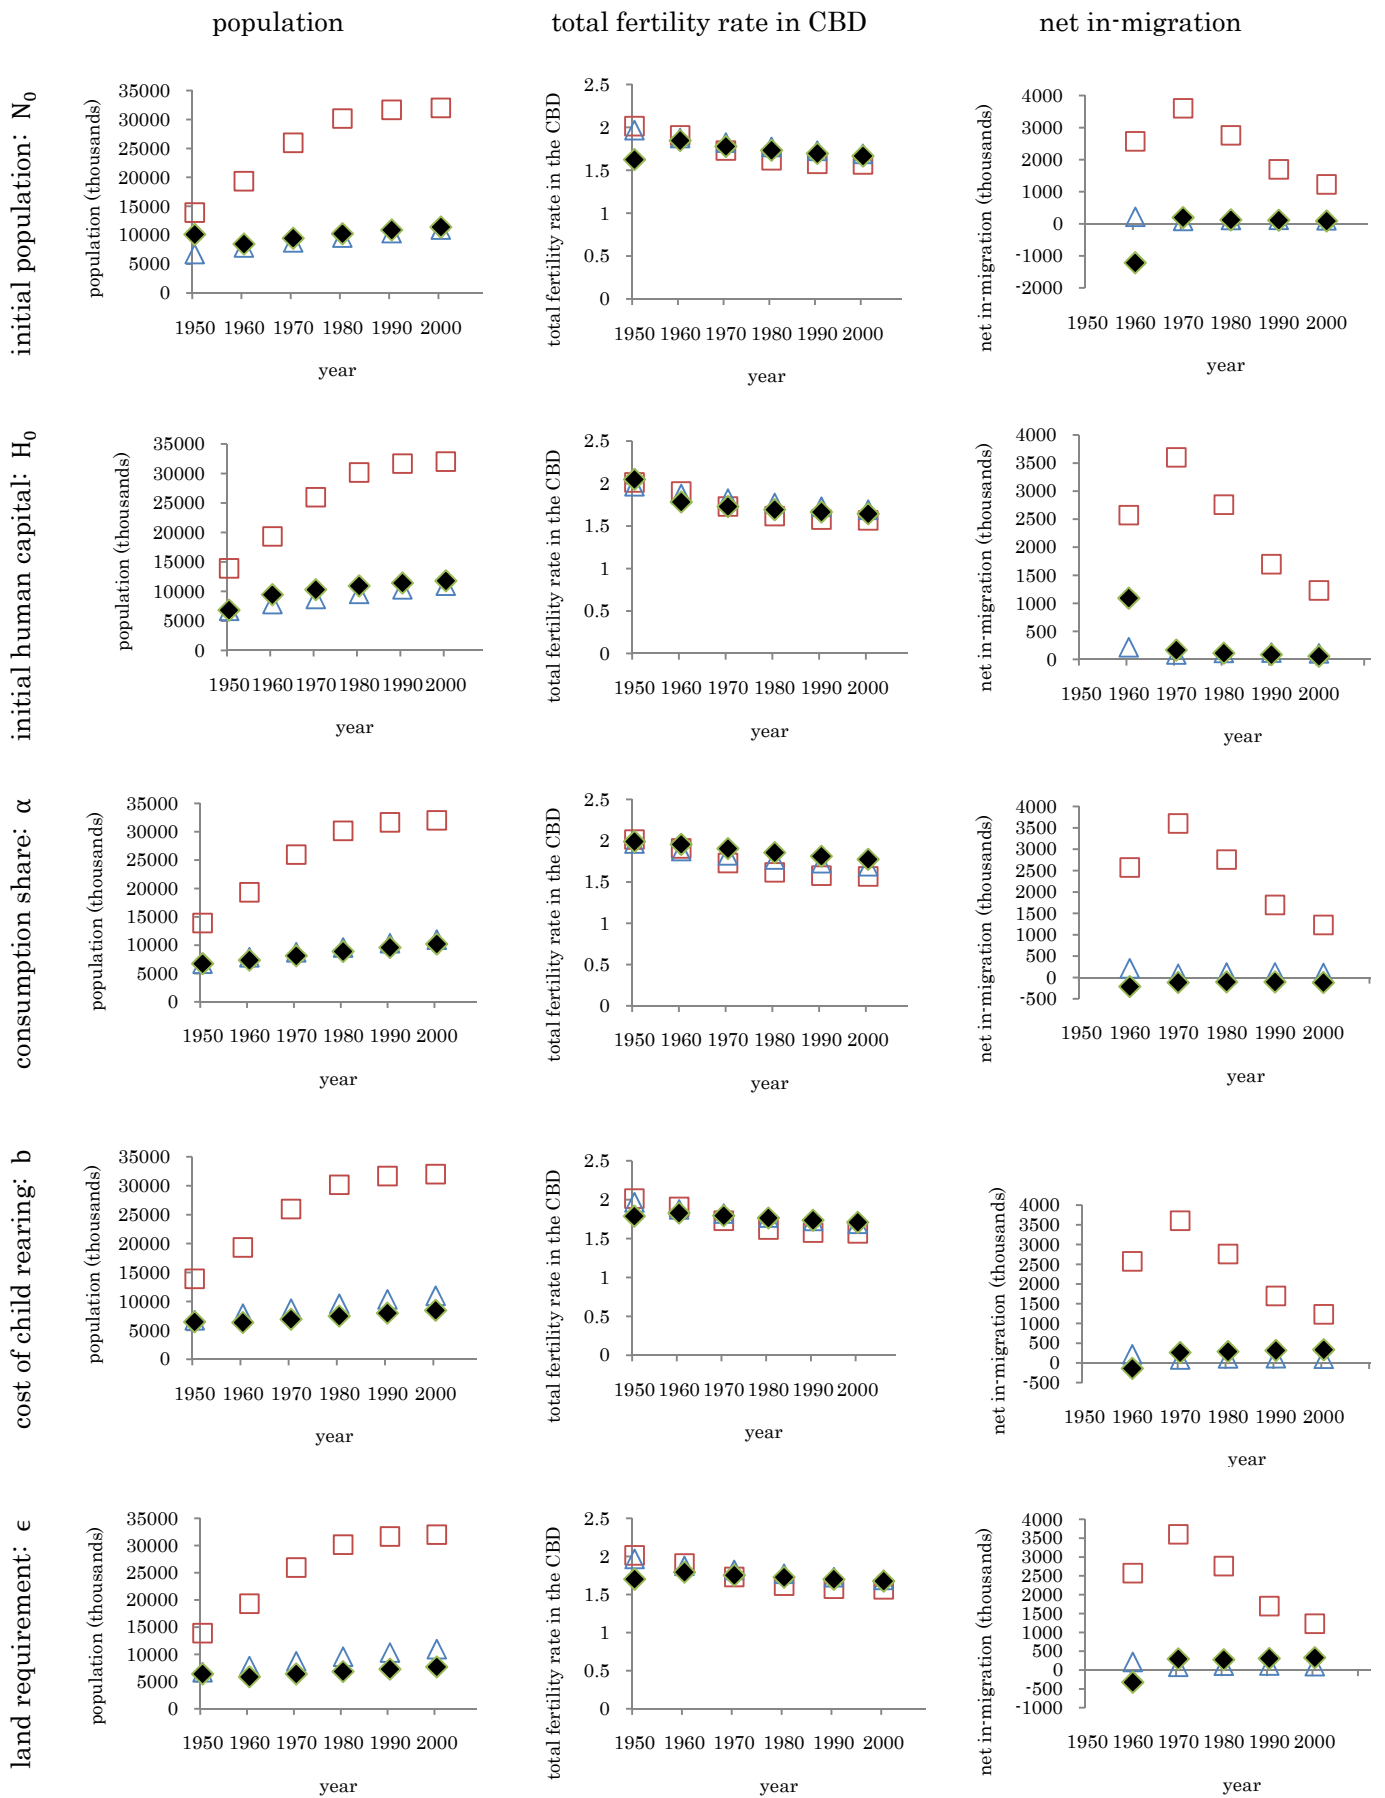 population
total fertility rate in CBD
net in-migration
initial population: N₀
population (thousands)
35000
30000
25000
20000
15000
10000
5000
0
1950 1960 1970 1980 1990 2000
year
total fertility rate in the CBD
2.5
2
1.5
1
0.5
0
1950 1960 1970 1980 1990 2000
year
net in-migration (thousands)
4000
3000
2000
1000
0
-1000
-2000
1950 1960 1970 1980 1990 2000
year
initial human capital: H₀
population (thousands)
35000
30000
25000
20000
15000
10000
5000
0
1950 1960 1970 1980 1990 2000
year
total fertility rate in the CBD
2.5
2
1.5
1
0.5
0
1950 1960 1970 1980 1990 2000
year
net in-migration (thousands)
4000
3500
3000
2500
2000
1500
1000
500
0
1950 1960 1970 1980 1990 2000
year
consumption share: α
population (thousands)
35000
30000
25000
20000
15000
10000
5000
0
1950 1960 1970 1980 1990 2000
year
total fertility rate in the CBD
2.5
2
1.5
1
0.5
0
1950 1960 1970 1980 1990 2000
year
net in-migration (thousands)
4000
3500
3000
2500
2000
1500
1000
500
0
-500
1950 1960 1970 1980 1990 2000
year
cost of child rearing: b
population (thousands)
35000
30000
25000
20000
15000
10000
5000
0
1950 1960 1970 1980 1990 2000
year
total fertility rate in the CBD
2.5
2
1.5
1
0.5
0
1950 1960 1970 1980 1990 2000
year
net in-migration (thousands)
4000
3500
3000
2500
2000
1500
1000
500
0
-500
1950 1960 1970 1980 1990 2000
year
land requirement: ϵ
population (thousands)
35000
30000
25000
20000
15000
10000
5000
0
1950 1960 1970 1980 1990 2000
year
total fertility rate in the CBD
2.5
2
1.5
1
0.5
0
1950 1960 1970 1980 1990 2000
year
net in-migration (thousands)
4000
3500
3000
2500
2000
1500
1000
500
0
-500
-1000
1950 1960 1970 1980 1990 2000
year